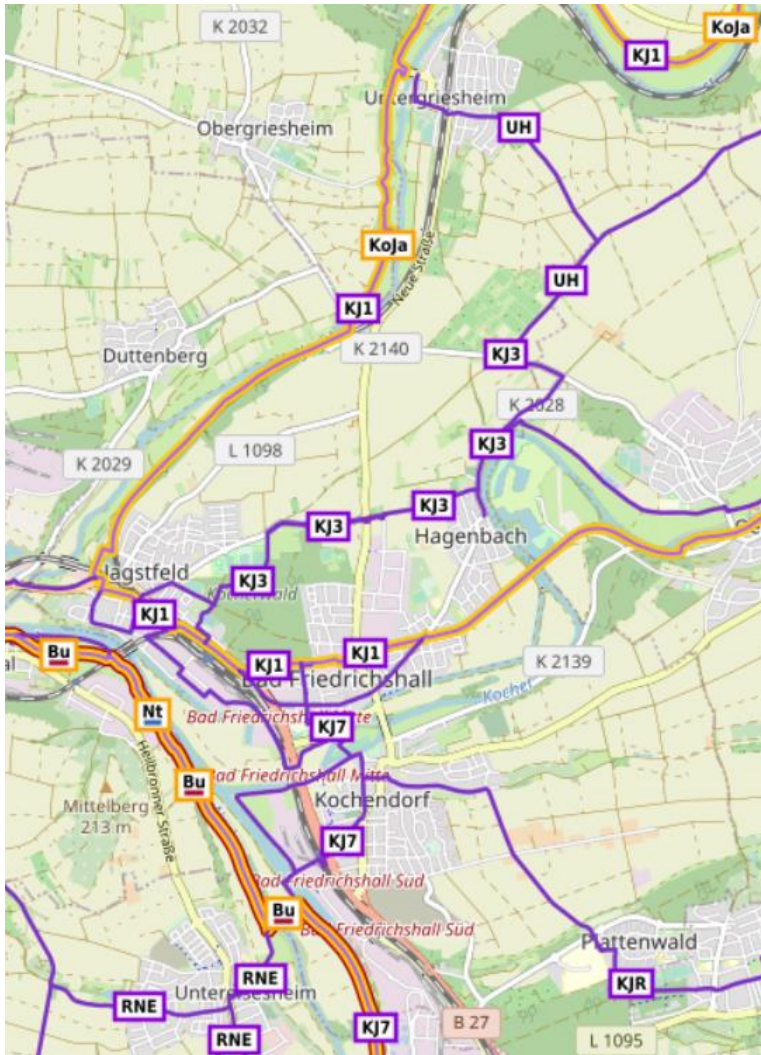 K 2032
KoJa
KJ1
Untergriesheim
UH
Obergriesheim
KoJa
UH
Neue Straße
KJ1
K 2140
KJ3
Duttenberg
K 2028
KJ3
L 1098
K 2029
KJ3
KJ3
Hagenbach
Jagstfeld
KJ3
Kocherwald
KJ1
Bu
KJ1
KJ1
K 2139
Bad Friedrichshall
Kocher
Nt
Bad Friedrichshall Mitte
KJ7
Heilbronner Straße
Bu
Bad Friedrichshall Mitte
Mittelberg
213 m
Kochendorf
KJ7
Bad Friedrichshall Süd
Bu
Bad Friedrichshall Süd
Plattenwald
RNE
KJR
Untereisesheim
RNE
KJ7
B 27
RNE
L 1095